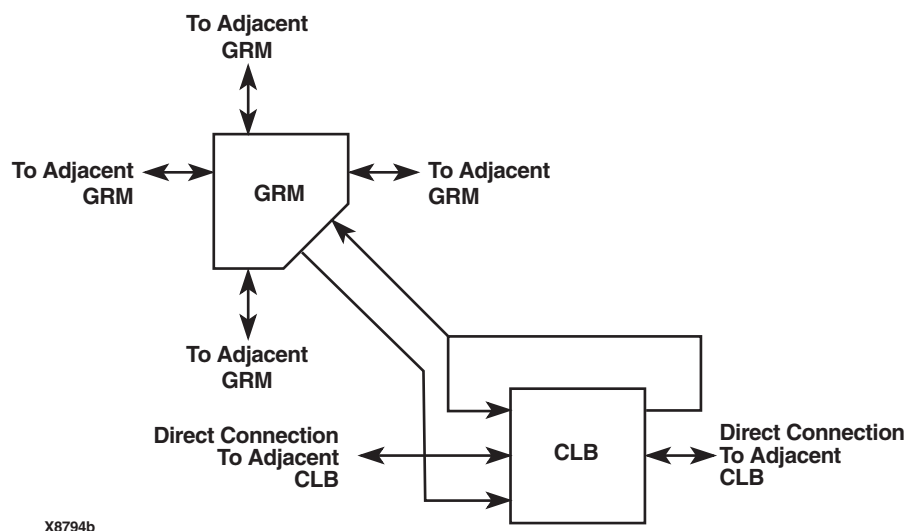 To Adjacent
GRM
To Adjacent
GRM
GRM
To Adjacent
GRM
To Adjacent
GRM
Direct Connection
To Adjacent
CLB
CLB
Direct Connection
To Adjacent
CLB
X8794b